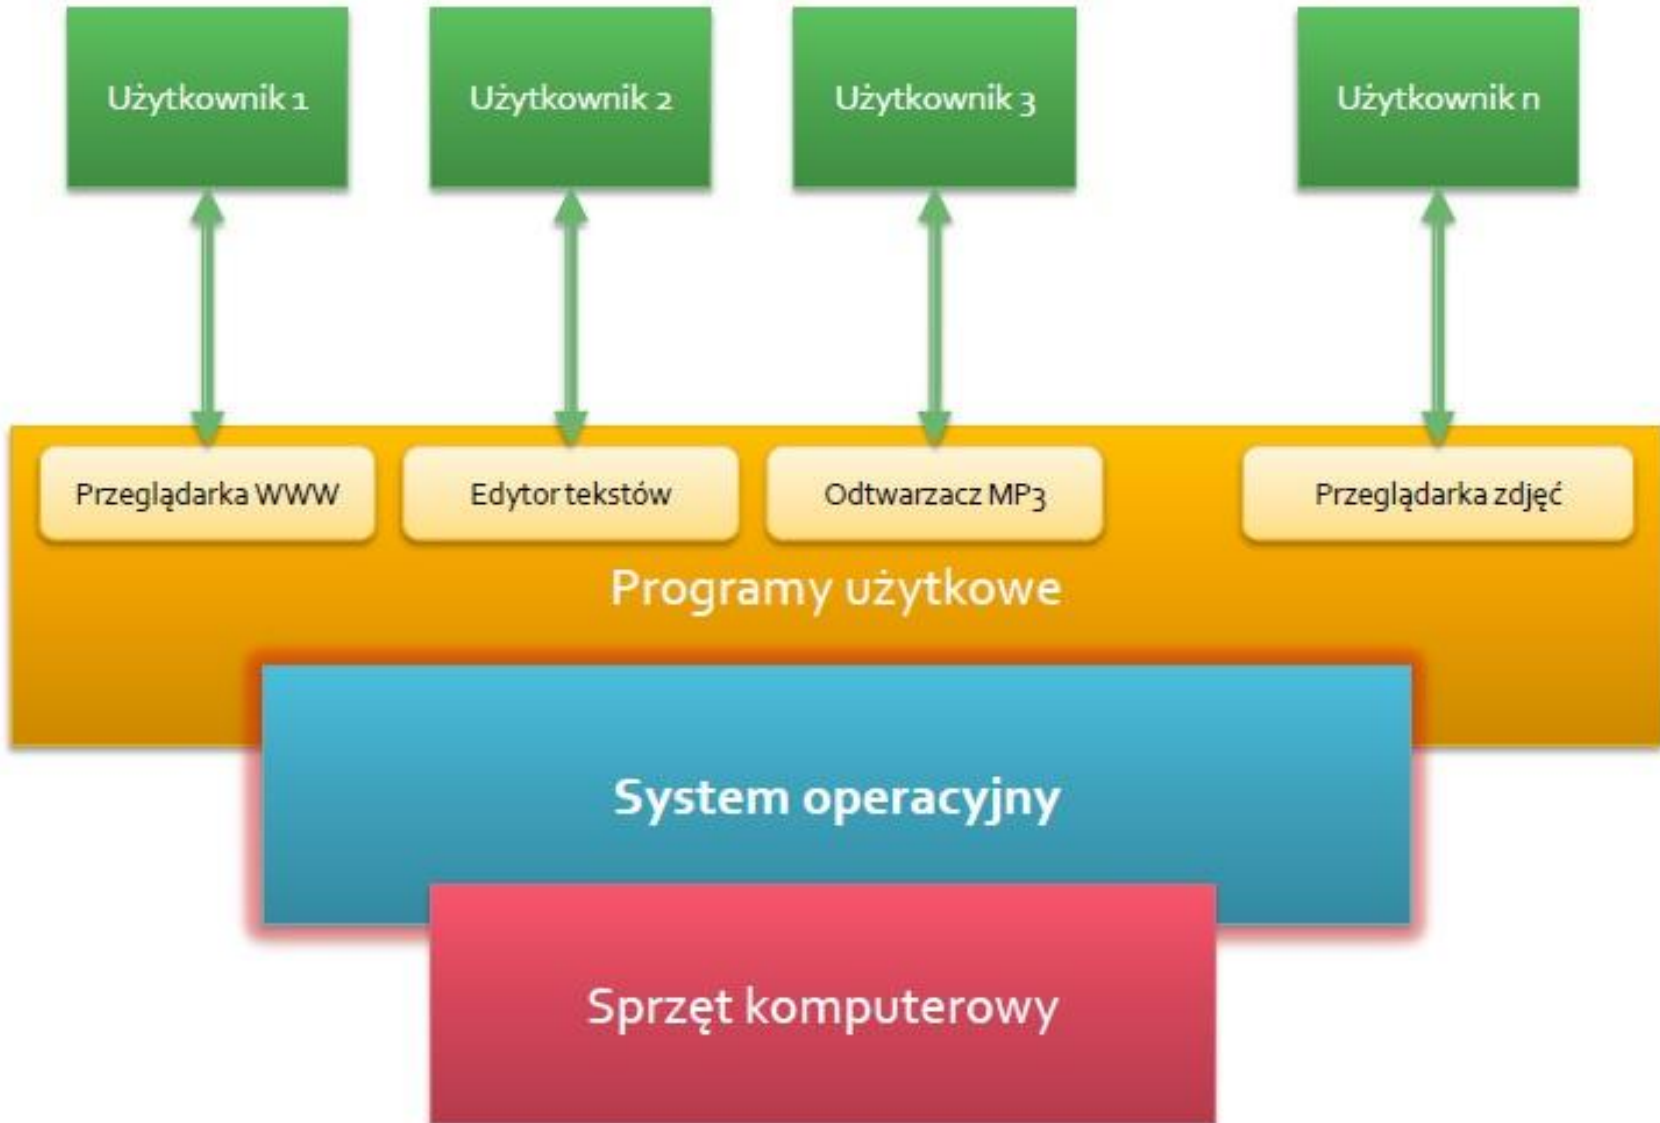 Użytkownik 1
Użytkownik 2
Użytkownik 3
Użytkownik n
Przeglądarka WWW
Edytor tekstów
Odtwarzacz MP3
Przeglądarka zdjęć
Programy użytkowe
System operacyjny
Sprzęt komputerowy